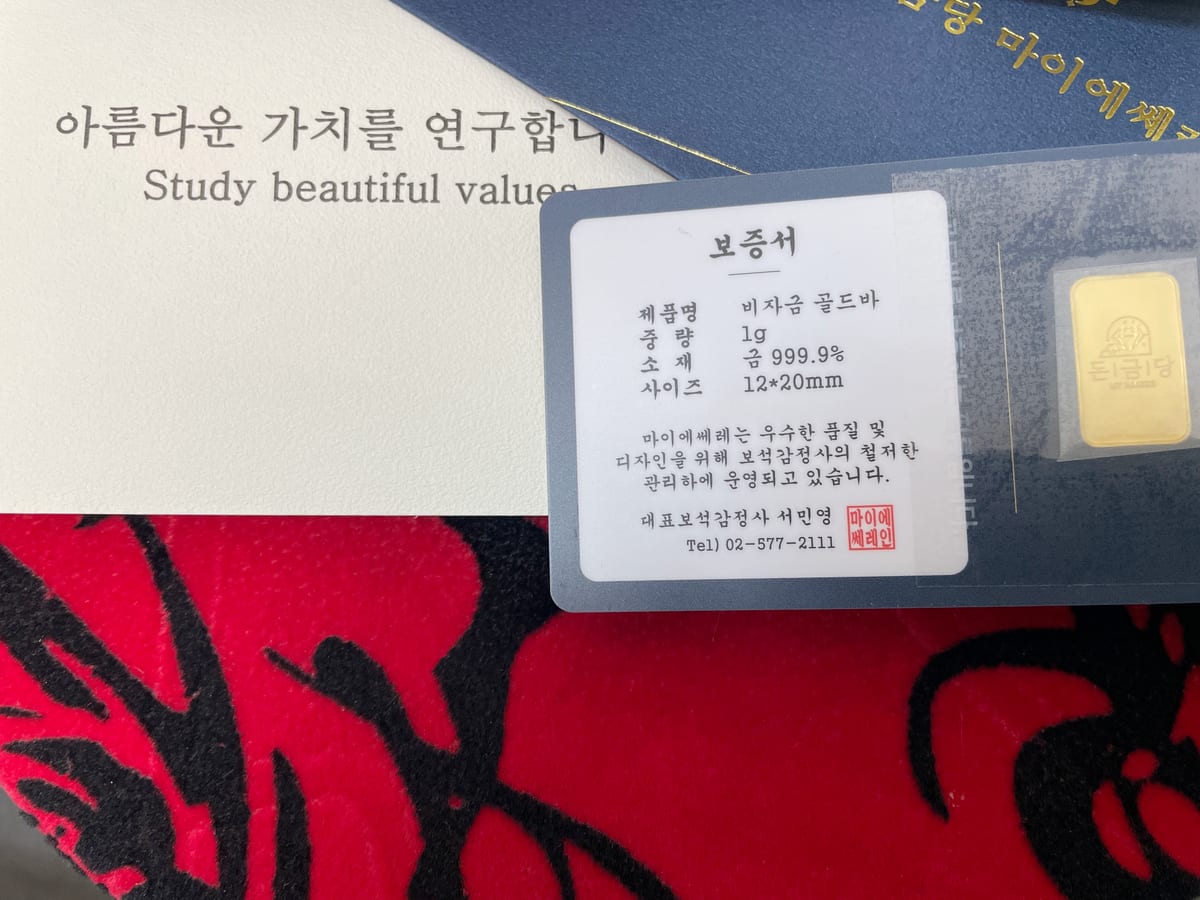 아름다운 가치를 연구합니
Study beautiful values
당 마이에쎄
보증서
제품명 비자금 골드바
중 량 1g
소 재 금 999.9%
사이즈 12*20mm
마이에쎄레는 우수한 품질 및
디자인을 위해 보석감정사의 철저한
관리하에 운영되고 있습니다.
대표보석감정사 서민영
Tel) 02-577-2111
마이에
쎄레인
돈|금|당